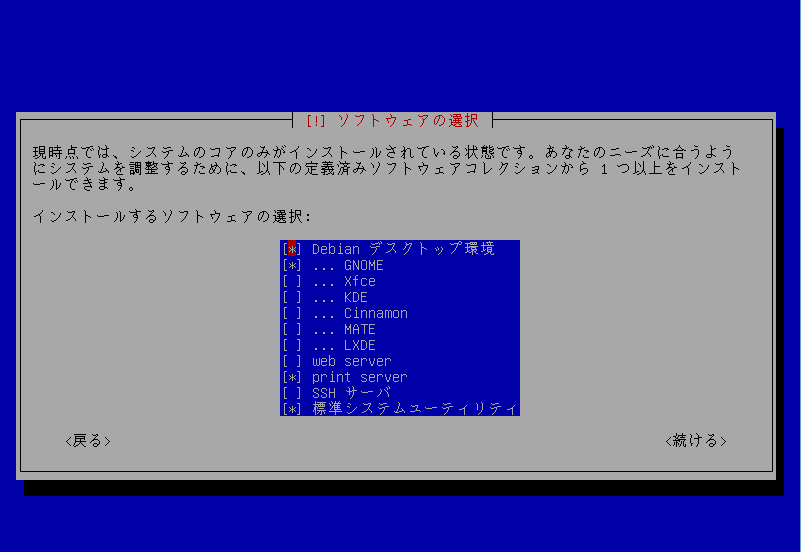 [!] ソフトウェアの選択
現時点では、システムのコアのみがインストールされている状態です。あなたのニーズに合うよう
にシステムを調整するために、以下の定義済みソフトウェアコレクションから 1 つ以上をインスト
ールできます。
インストールするソフトウェアの選択:
[*] Debian デスクトップ環境
[*] ... GNOME
[ ] ... Xfce
[ ] ... KDE
[ ] ... Cinnamon
[ ] ... MATE
[ ] ... LXDE
[ ] web server
[*] print server
[ ] SSH サーバ
[*] 標準システムユーティリティ
<戻る> <続ける>